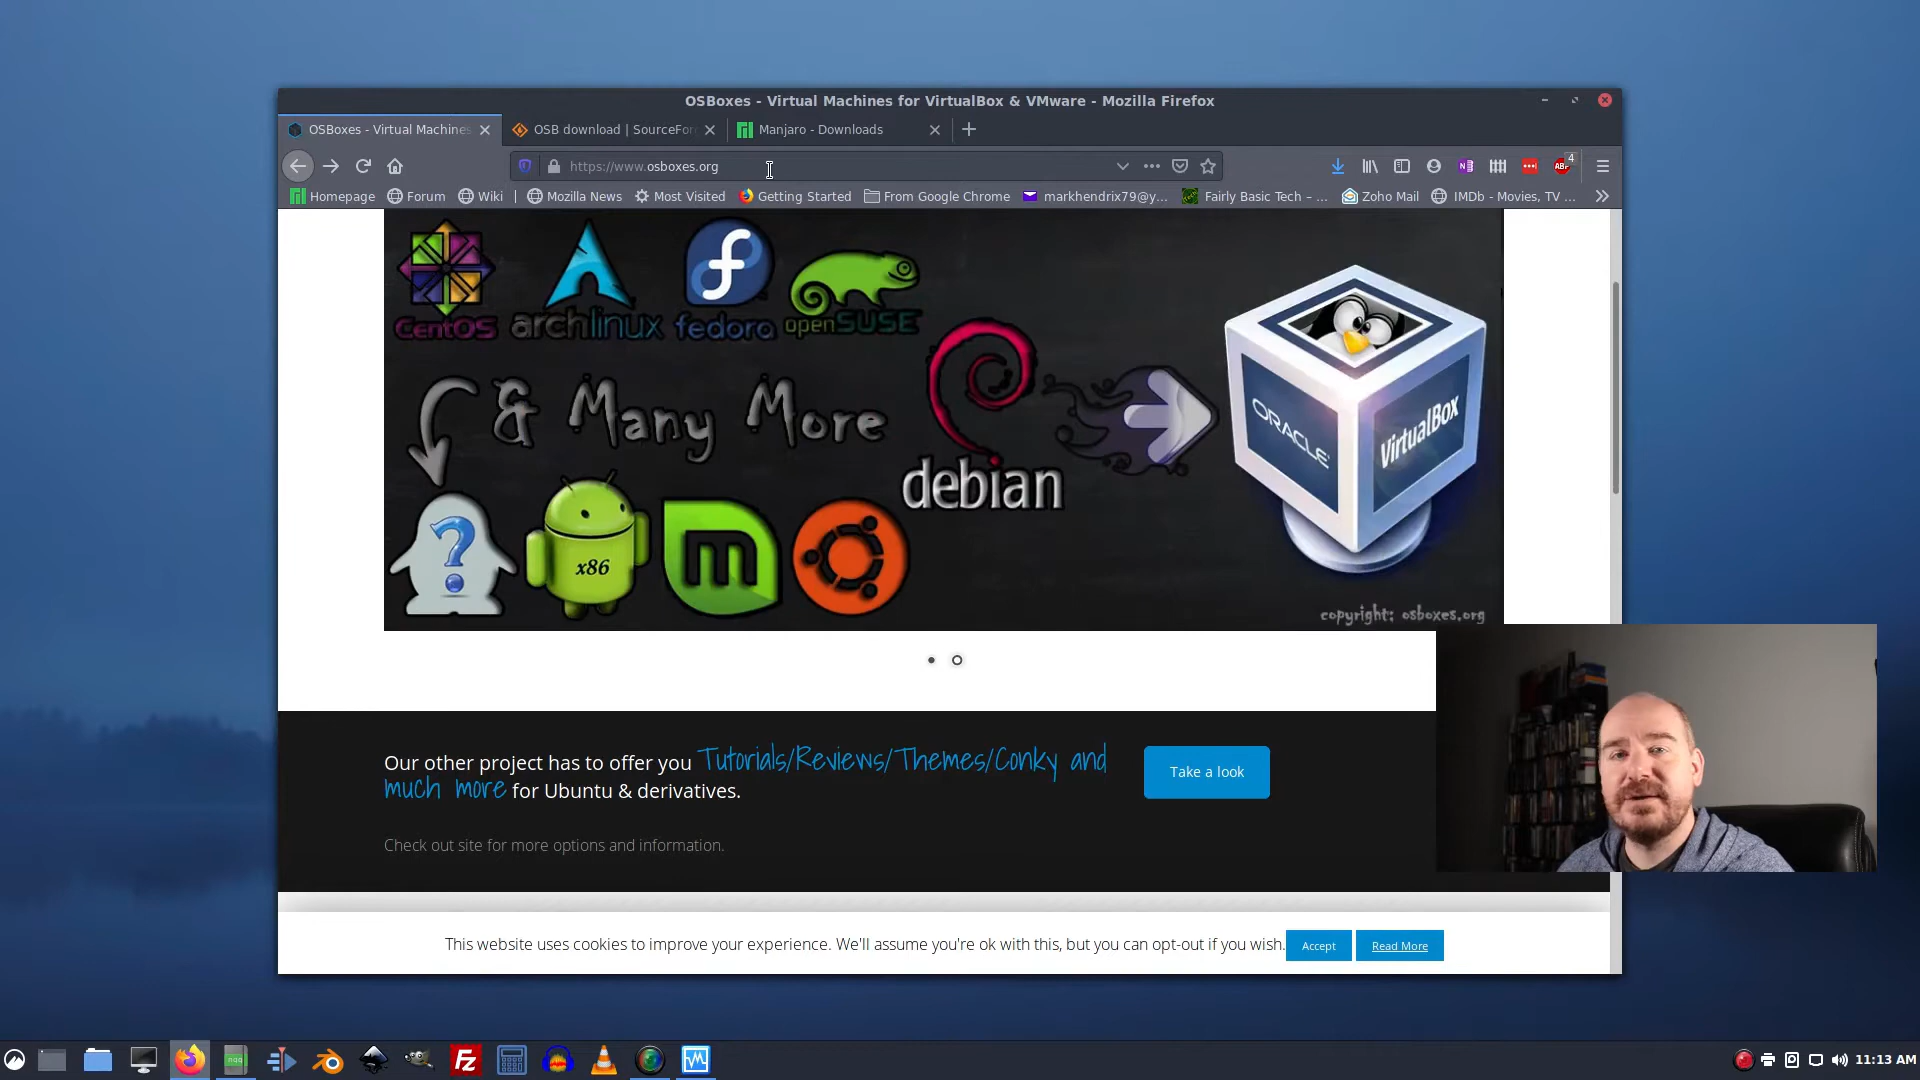 OSBoxes - Virtual Machines for VirtualBox & VMware - Mozilla Firefox
OSBoxes - Virtual Machines
OSB download | SourceFor
Manjaro - Downloads
https://www.osboxes.org
4
Homepage
Forum
Wiki
Mozilla News
Most Visited
Getting Started
From Google Chrome
markhendrix79@y...
Fairly Basic Tech – ...
Zoho Mail
IMDb - Movies, TV ...
CentOS
archlinux
fedora
openSUSE
& Many More
debian
ORACLE
VirtualBox
x86
copyright: osboxes.org
Our other project has to offer you Tutorials/Reviews/Themes/Conky and
much more for Ubuntu & derivatives.
Take a look
Check out site for more options and information.
This website uses cookies to improve your experience. We'll assume you're ok with this, but you can opt-out if you wish.
Accept
Read More
Fz
11:13 AM